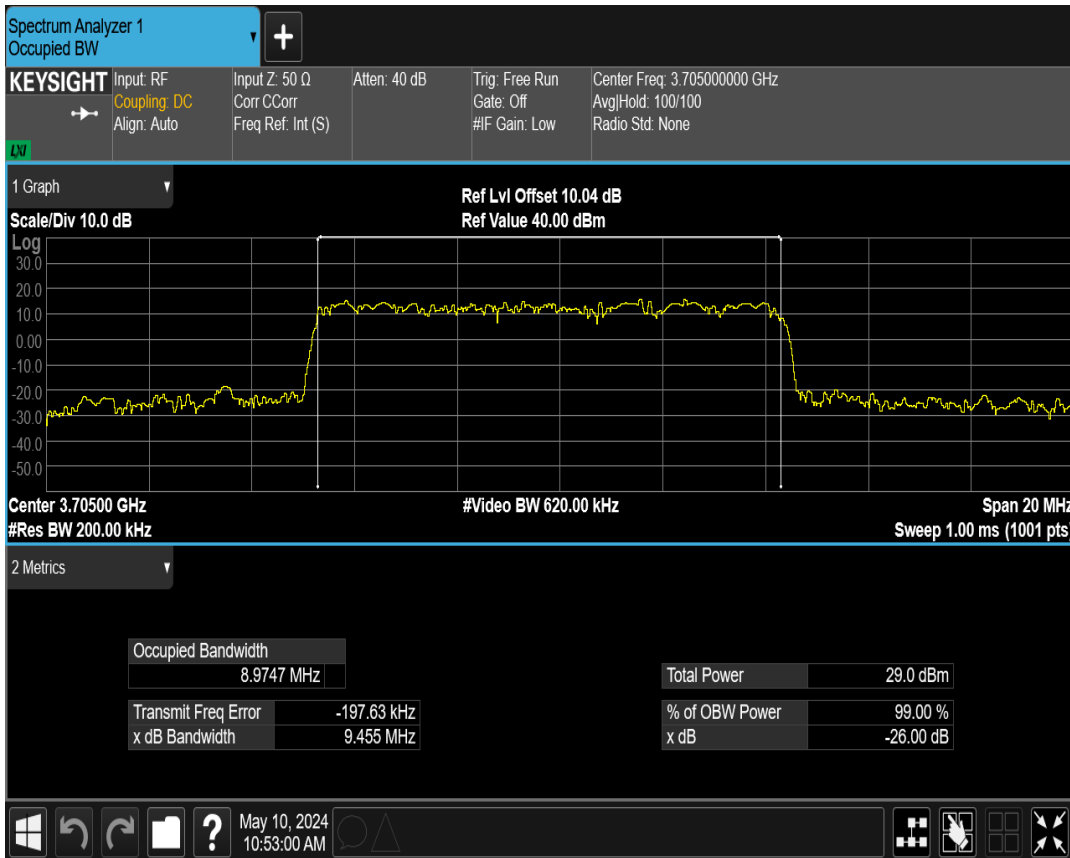 Spectrum Analyzer 1
Occupied BW
+
KEYSIGHT
LXI
Input: RF
Coupling: DC
Align: Auto
Input Z: 50 Ω
Corr CCorr
Freq Ref: Int (S)
Atten: 40 dB
Trig: Free Run
Gate: Off
#IF Gain: Low
Center Freq: 3.705000000 GHz
Avg|Hold: 100/100
Radio Std: None
1 Graph
Scale/Div 10.0 dB
Ref Lvl Offset 10.04 dB
Ref Value 40.00 dBm
Log
30.0
20.0
10.0
0.00
-10.0
-20.0
-30.0
-40.0
-50.0
Center 3.70500 GHz
#Res BW 200.00 kHz
#Video BW 620.00 kHz
Span 20 MHz
Sweep 1.00 ms (1001 pts)
2 Metrics
Occupied Bandwidth
8.9747 MHz
Transmit Freq Error -197.63 kHz
x dB Bandwidth 9.455 MHz
Total Power 29.0 dBm
% of OBW Power 99.00 %
x dB -26.00 dB
?
May 10, 2024
10:53:00 AM